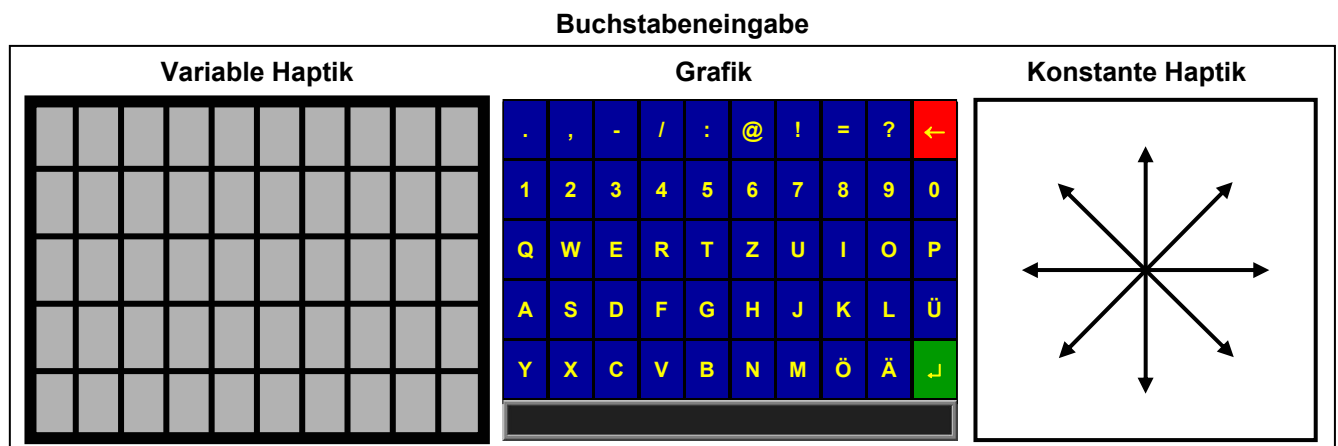 Buchstabeneingabe
Variable Haptik Grafik Konstante Haptik
. , - / : @ ! = ? ←
1 2 3 4 5 6 7 8 9 0
Q W E R T Z U I O P
A S D F G H J K L Ü
Y X C V B N M Ö Ä ↵